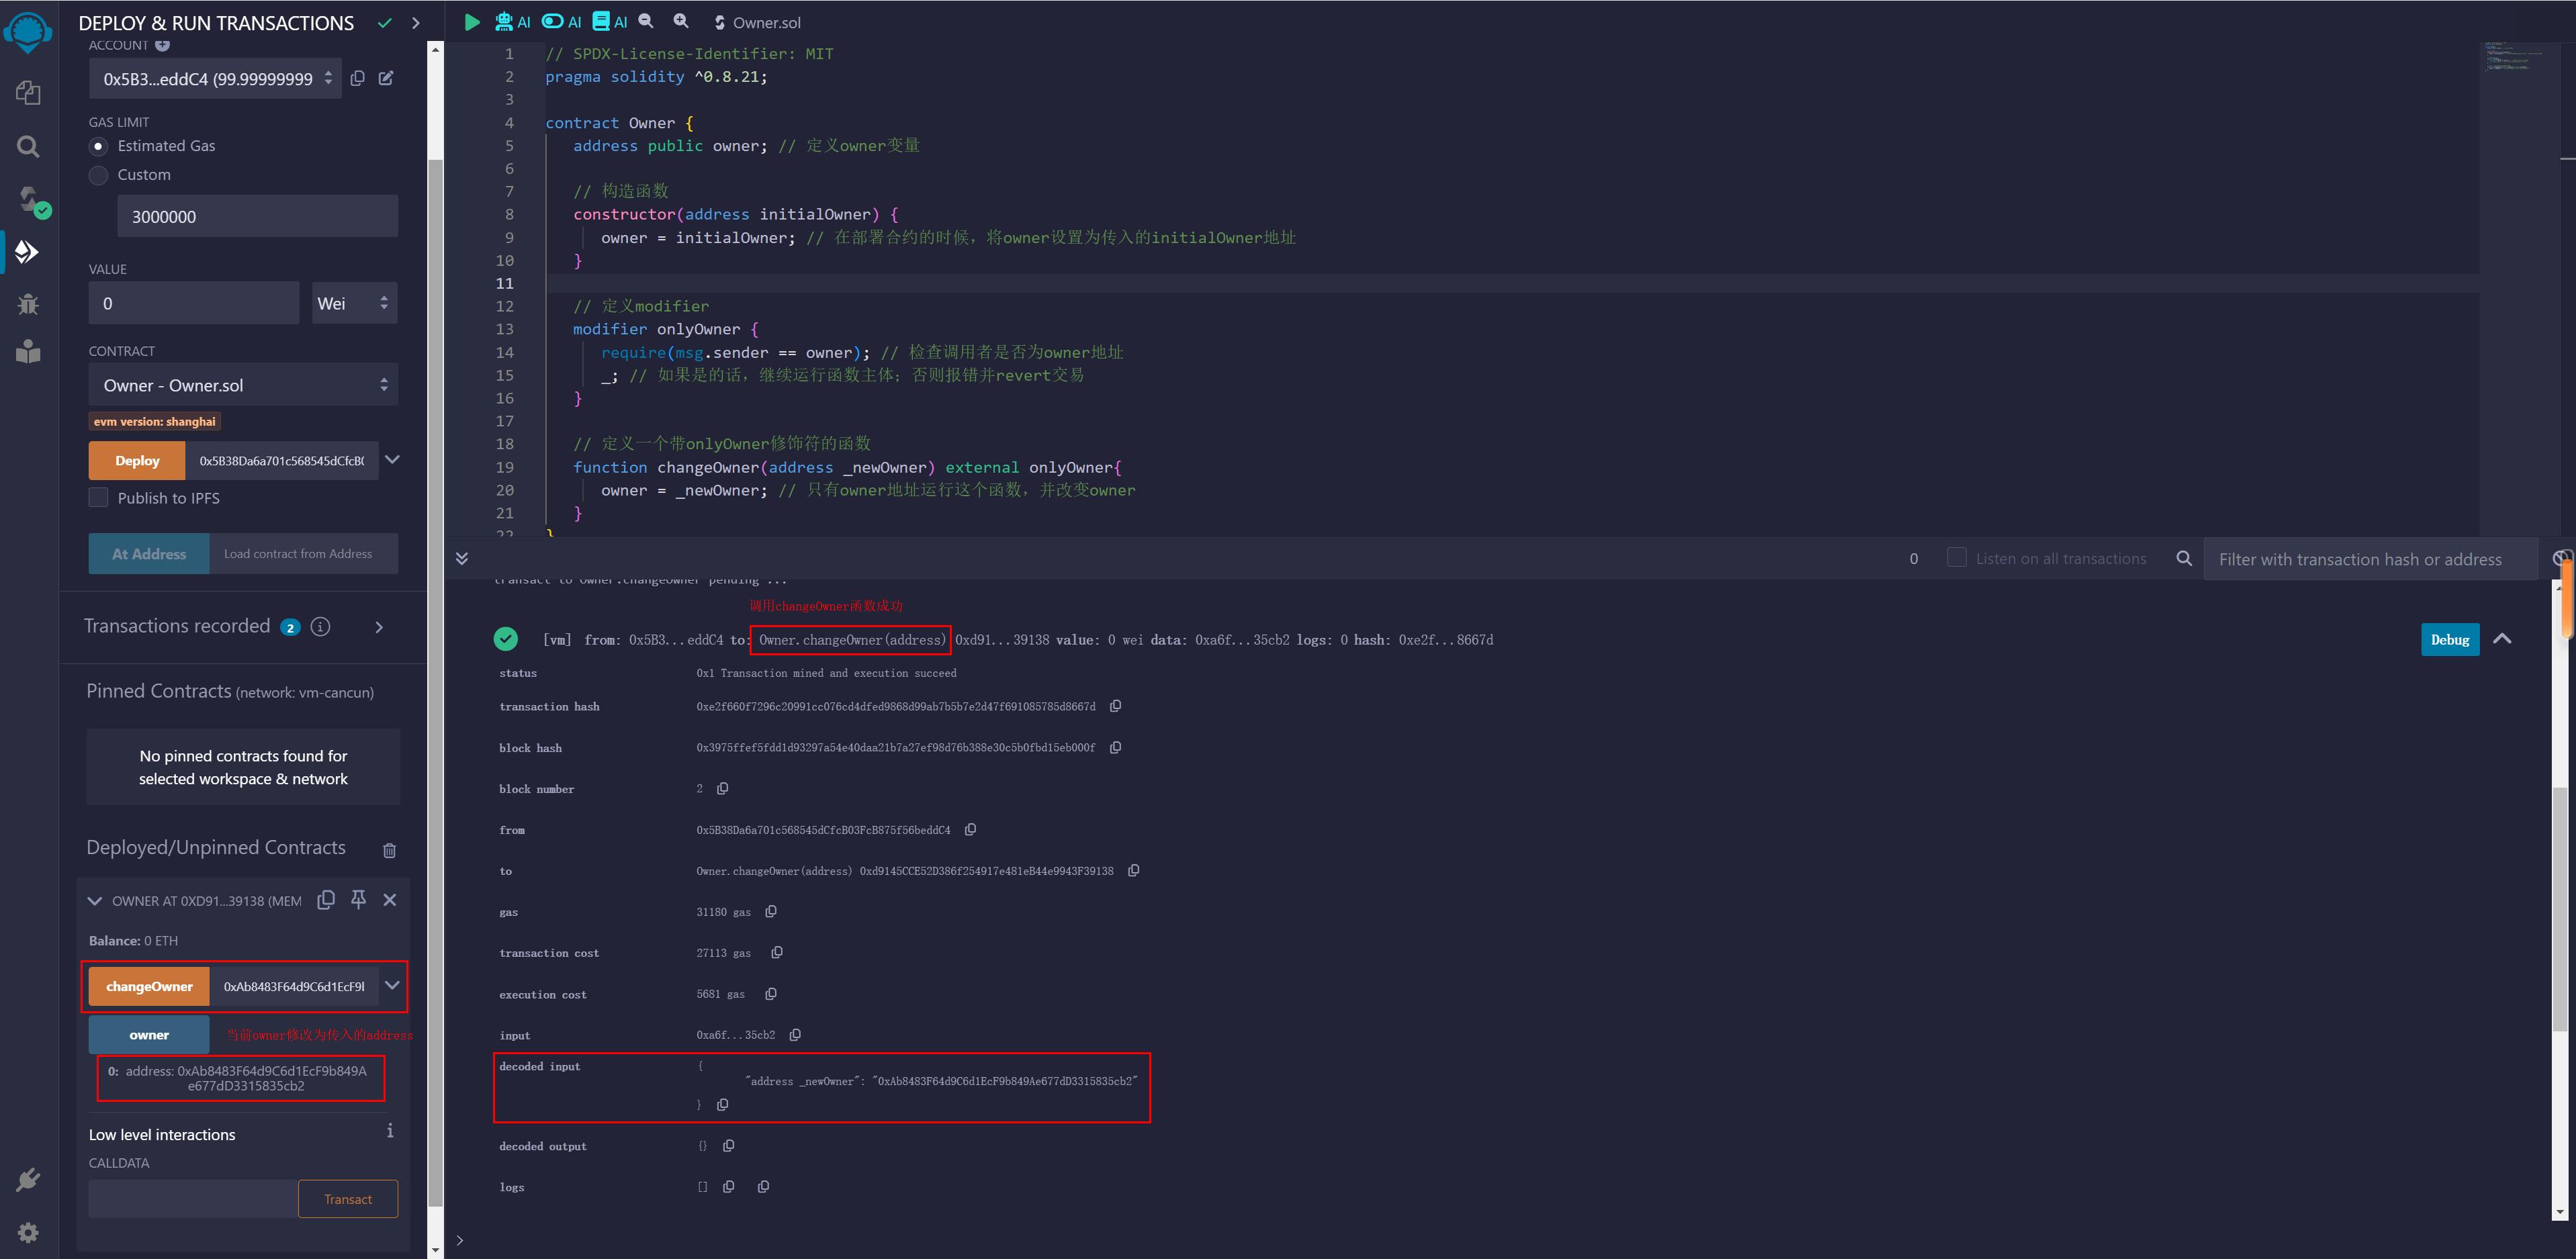 DEPLOY & RUN TRANSACTIONS
ACCOUNT
0x5B3...eddC4 (99.99999999
GAS LIMIT
Estimated Gas
Custom
3000000
VALUE
0
Wei
CONTRACT
Owner - Owner.sol
evm version: shanghai
Deploy
0x5B38Da6a701c568545dCfcB(
Publish to IPFS
At Address
Load contract from Address
Transactions recorded 2
Pinned Contracts (network: vm-cancun)
No pinned contracts found for
selected workspace & network
Deployed/Unpinned Contracts
OWNER AT 0XD91...39138 (MEM
Balance: 0 ETH
changeOwner
0xAb8483F64d9C6d1EcF9l
owner
当前owner修改为传入的address
0: address: 0xAb8483F64d9C6d1EcF9b849A
e677dD3315835cb2
Low level interactions
CALLDATA
Transact
AI
AI
AI
Owner.sol
1 // SPDX-License-Identifier: MIT
2 pragma solidity ^0.8.21;
3
4 contract Owner {
5 address public owner; // 定义owner变量
6
7 // 构造函数
8 constructor(address initialOwner) {
9 owner = initialOwner; // 在部署合约的时候，将owner设置为传入的initialOwner地址
10 }
11
12 // 定义modifier
13 modifier onlyOwner {
14 require(msg.sender == owner); // 检查调用者是否为owner地址
15 _; // 如果是的话，继续运行函数主体；否则报错并revert交易
16 }
17
18 // 定义一个带onlyOwner修饰符的函数
19 function changeOwner(address _newOwner) external onlyOwner{
20 owner = _newOwner; // 只有owner地址运行这个函数，并改变owner
21 }
22 }
0
Listen on all transactions
Filter with transaction hash or address
transact to Owner.changeOwner pending ...
调用changeOwner函数成功
[vm] from: 0x5B3...eddC4 to: Owner.changeOwner(address) 0xd91...39138 value: 0 wei data: 0xa6f...35cb2 logs: 0 hash: 0xe2f...8667d
Debug
status 0x1 Transaction mined and execution succeed
transaction hash 0xe2f660f7296c20991cc076cd4dfed9868d99ab7b5b7e2d47f691085785d8667d
block hash 0x3975ffef5fdd1d93297a54e40daa21b7a27ef98d76b388e30c5b0fbd15eb000f
block number 2
from 0x5B38Da6a701c568545dCfcB03FcB875f56beddC4
to Owner.changeOwner(address) 0xd9145CCE52D386f254917e481eB44e9943F39138
gas 31180 gas
transaction cost 27113 gas
execution cost 5681 gas
input 0xa6f...35cb2
decoded input {
"address _newOwner": "0xAb8483F64d9C6d1EcF9b849Ae677dD3315835cb2"
}
decoded output {}
logs []
>